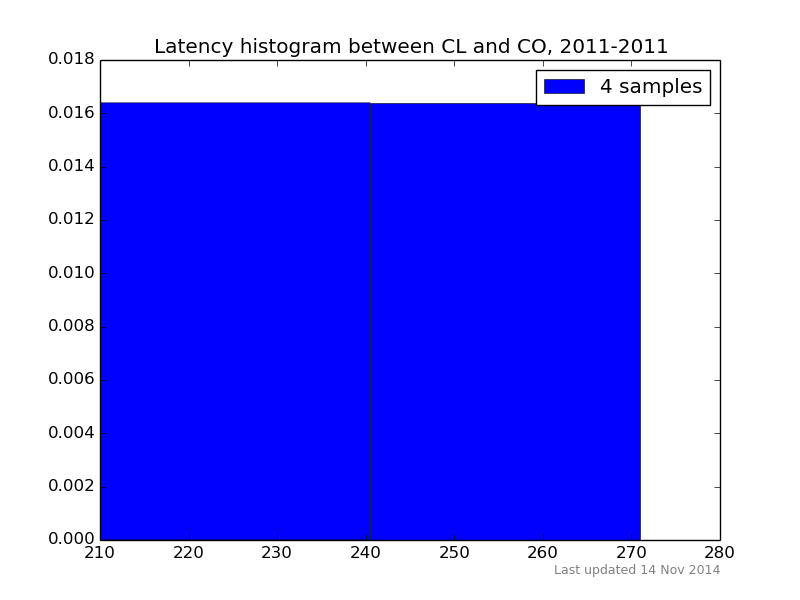 Latency histogram between CL and CO, 2011-2011
4 samples
0.018
0.016
0.014
0.012
0.010
0.008
0.006
0.004
0.002
0.000
210 220 230 240 250 260 270 280
Last updated 14 Nov 2014